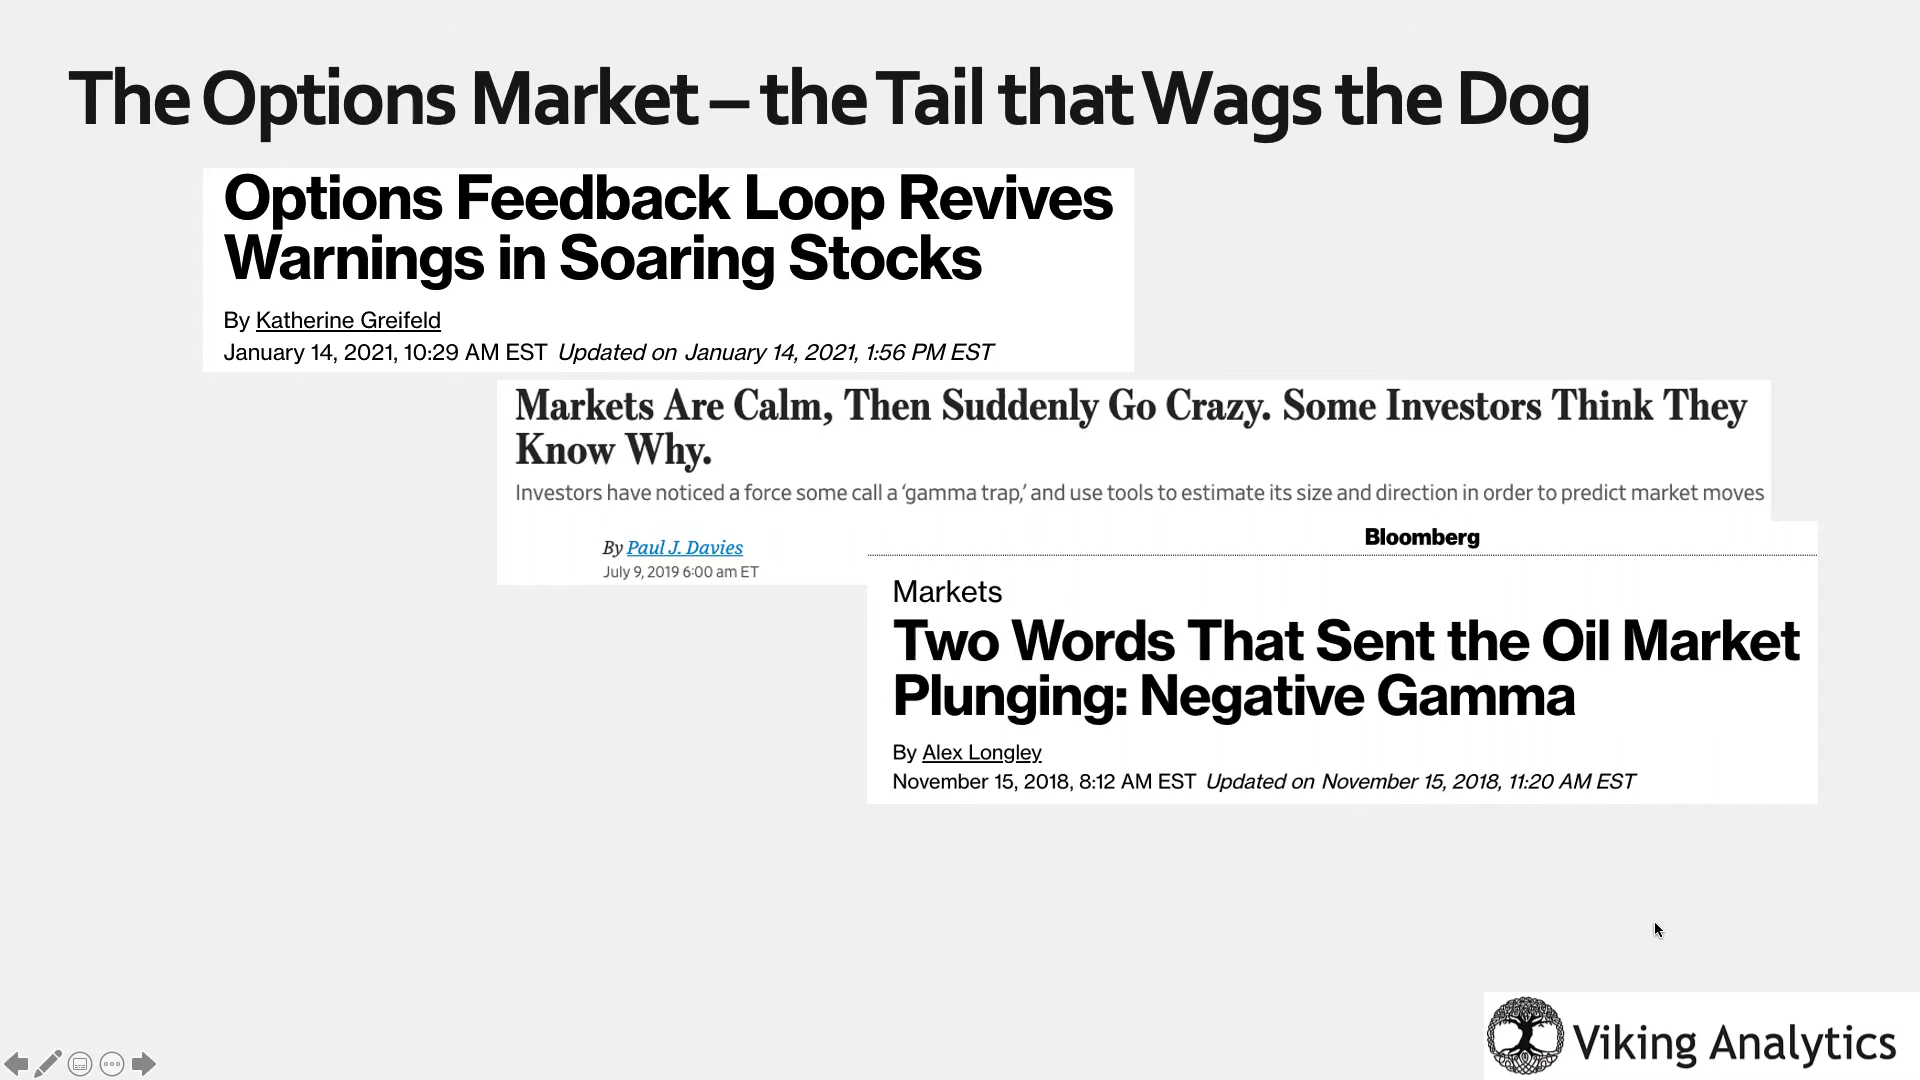 The Options Market – the Tail that Wags the Dog
Options Feedback Loop Revives
Warnings in Soaring Stocks
By Katherine Greifeld
January 14, 2021, 10:29 AM EST Updated on January 14, 2021, 1:56 PM EST
Markets Are Calm, Then Suddenly Go Crazy. Some Investors Think They
Know Why.
Investors have noticed a force some call a ‘gamma trap,’ and use tools to estimate its size and direction in order to predict market moves
By Paul J. Davies
July 9, 2019 6:00 am ET
Bloomberg
Markets
Two Words That Sent the Oil Market
Plunging: Negative Gamma
By Alex Longley
November 15, 2018, 8:12 AM EST Updated on November 15, 2018, 11:20 AM EST
Viking Analytics